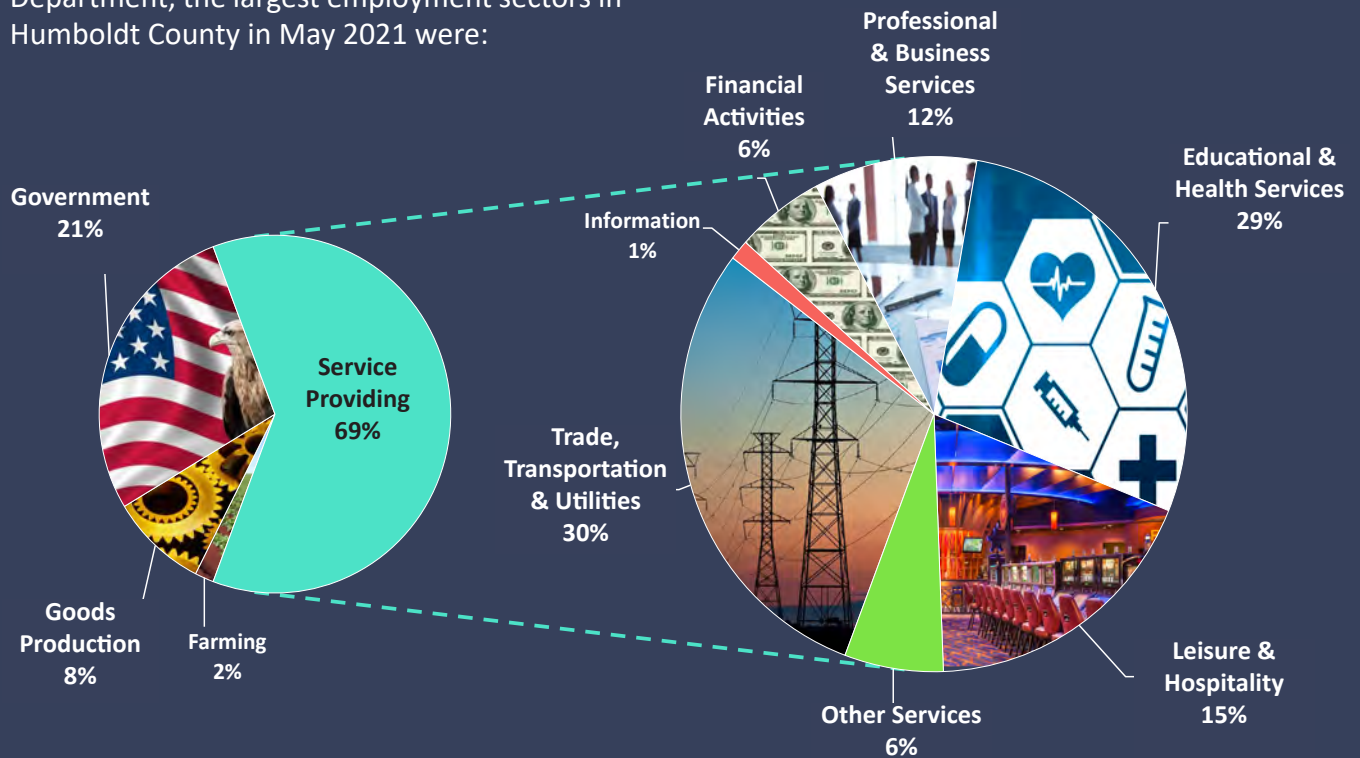 Department, the largest employment sectors in
Humboldt County in May 2021 were:
Government
21%
Service
Providing
69%
Goods
Production
8%
Farming
2%
Professional
& Business
Services
12%
Financial
Activities
6%
Information
1%
Educational &
Health Services
29%
Trade,
Transportation
& Utilities
30%
Leisure &
Hospitality
15%
Other Services
6%